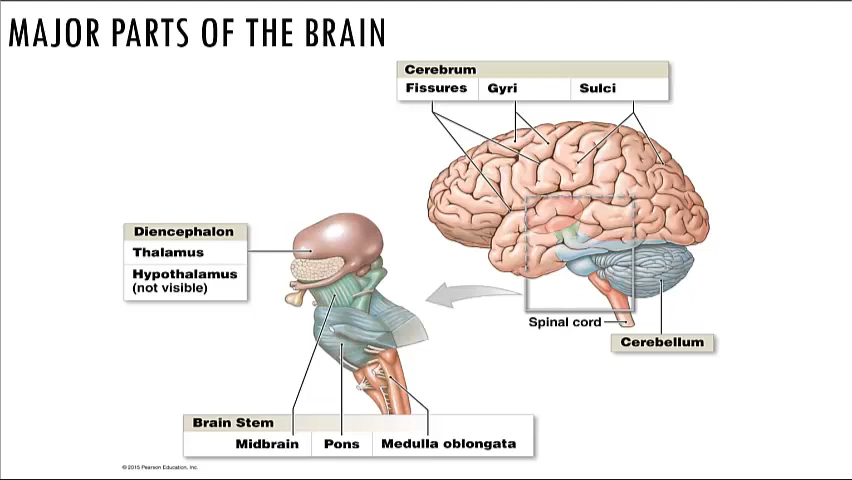 MAJOR PARTS OF THE BRAIN
Cerebrum
Fissures Gyri Sulci
Diencephalon
Thalamus
Hypothalamus
(not visible)
Spinal cord
Cerebellum
Brain Stem
Midbrain Pons Medulla oblongata
© 2015 Pearson Education, Inc.